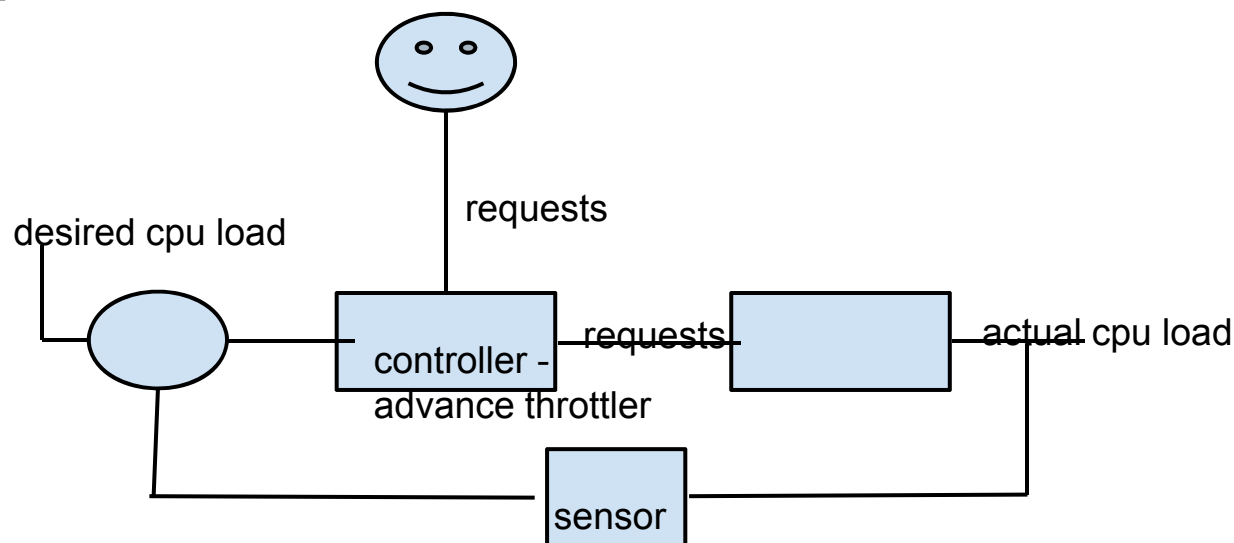 requests
desired cpu load
requests
actual cpu load
controller -
advance throttler
sensor